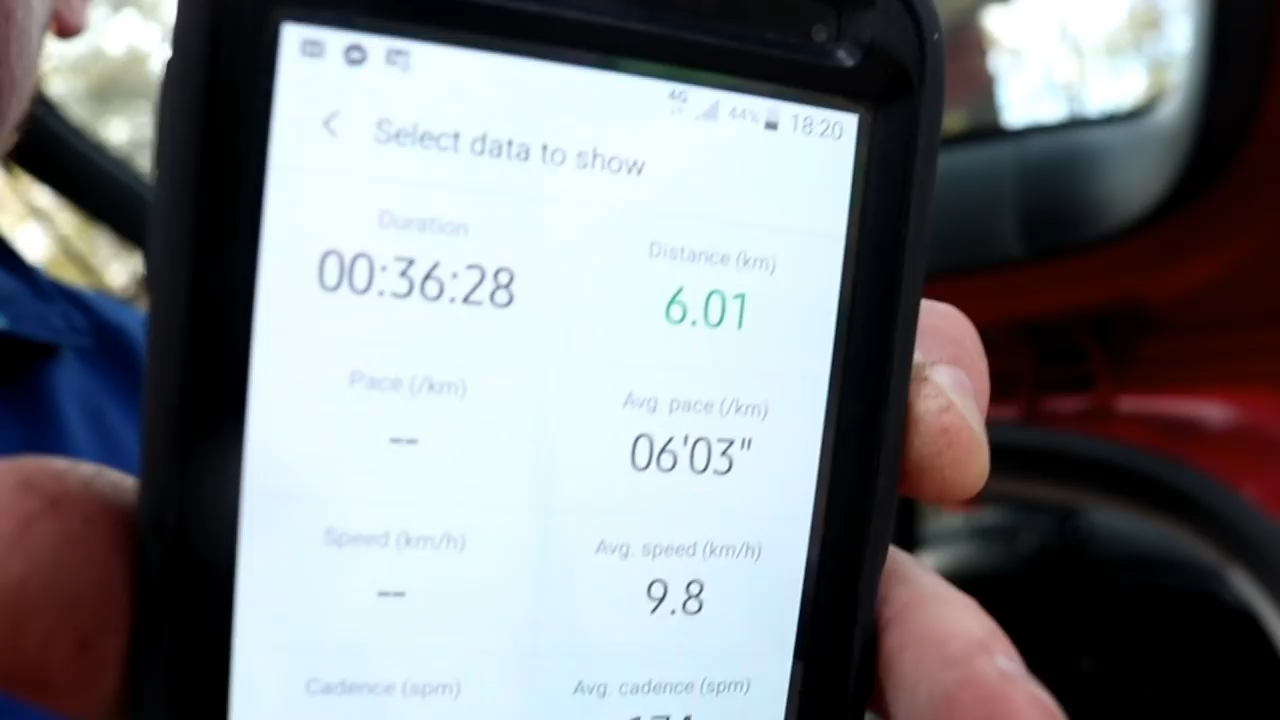 4G 44% 18:20
Select data to show
Duration
00:36:28
Distance (km)
6.01
Pace (/km)
--
Avg. pace (/km)
06'03"
Speed (km/h)
--
Avg. speed (km/h)
9.8
Cadence (spm)
Avg. cadence (spm)